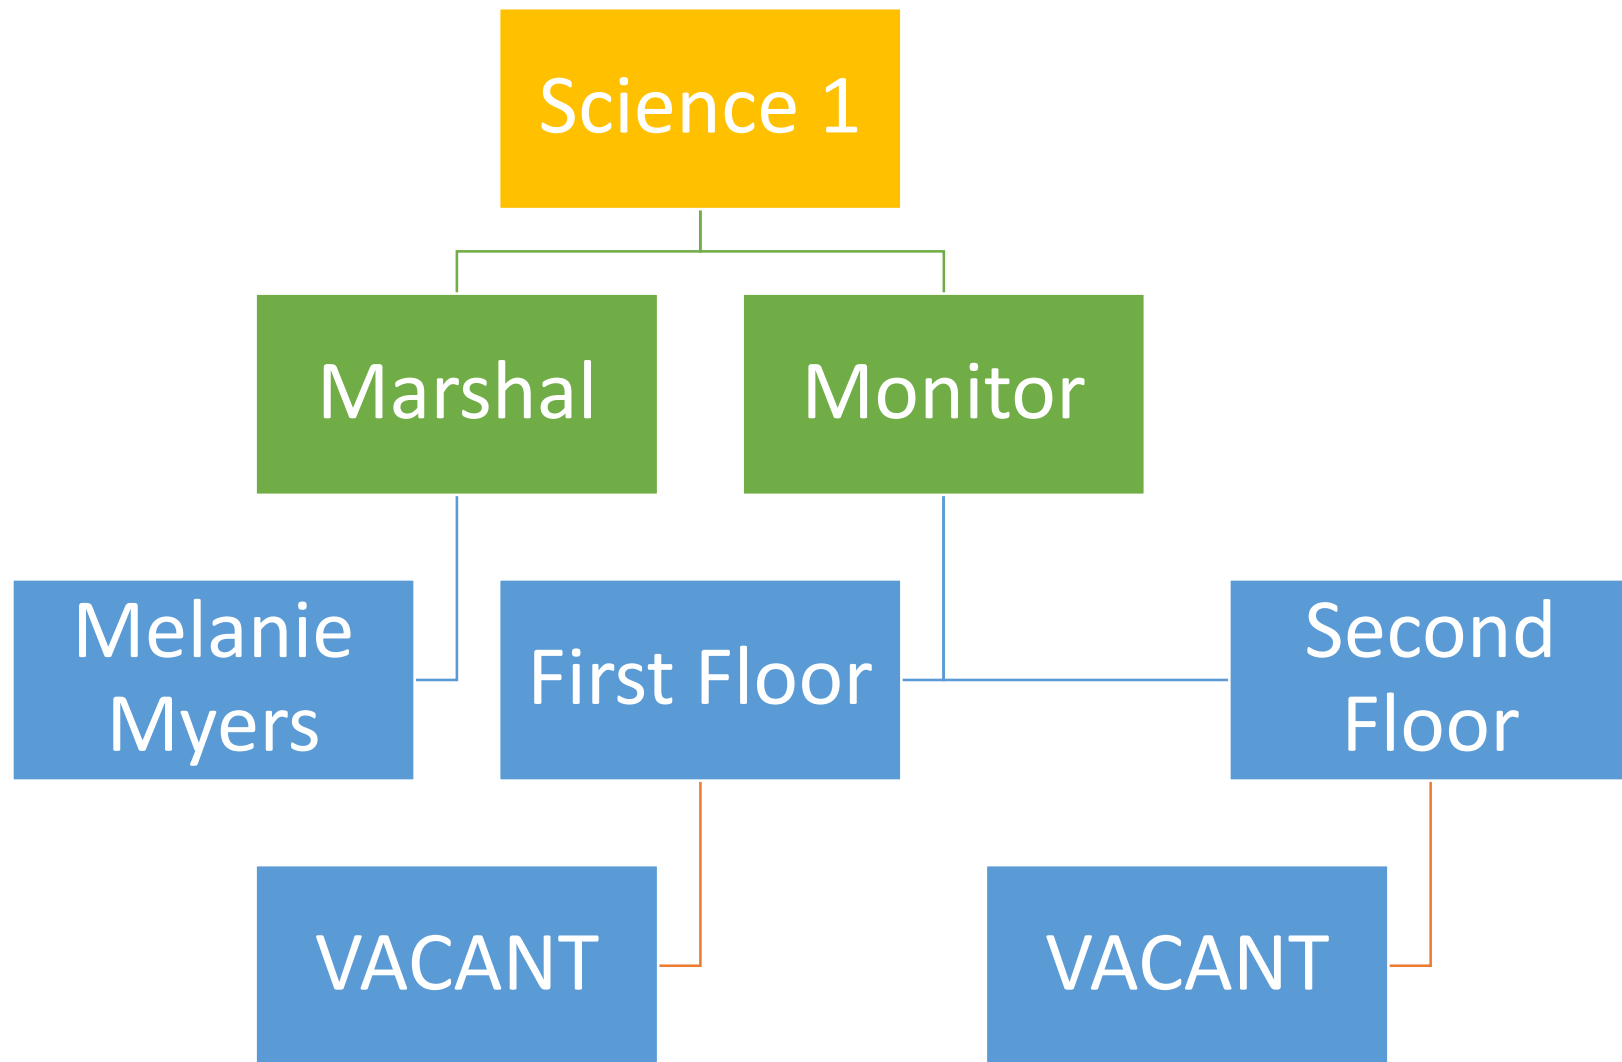 Science 1
Marshal
Monitor
Melanie
Myers
First Floor
Second
Floor
VACANT
VACANT